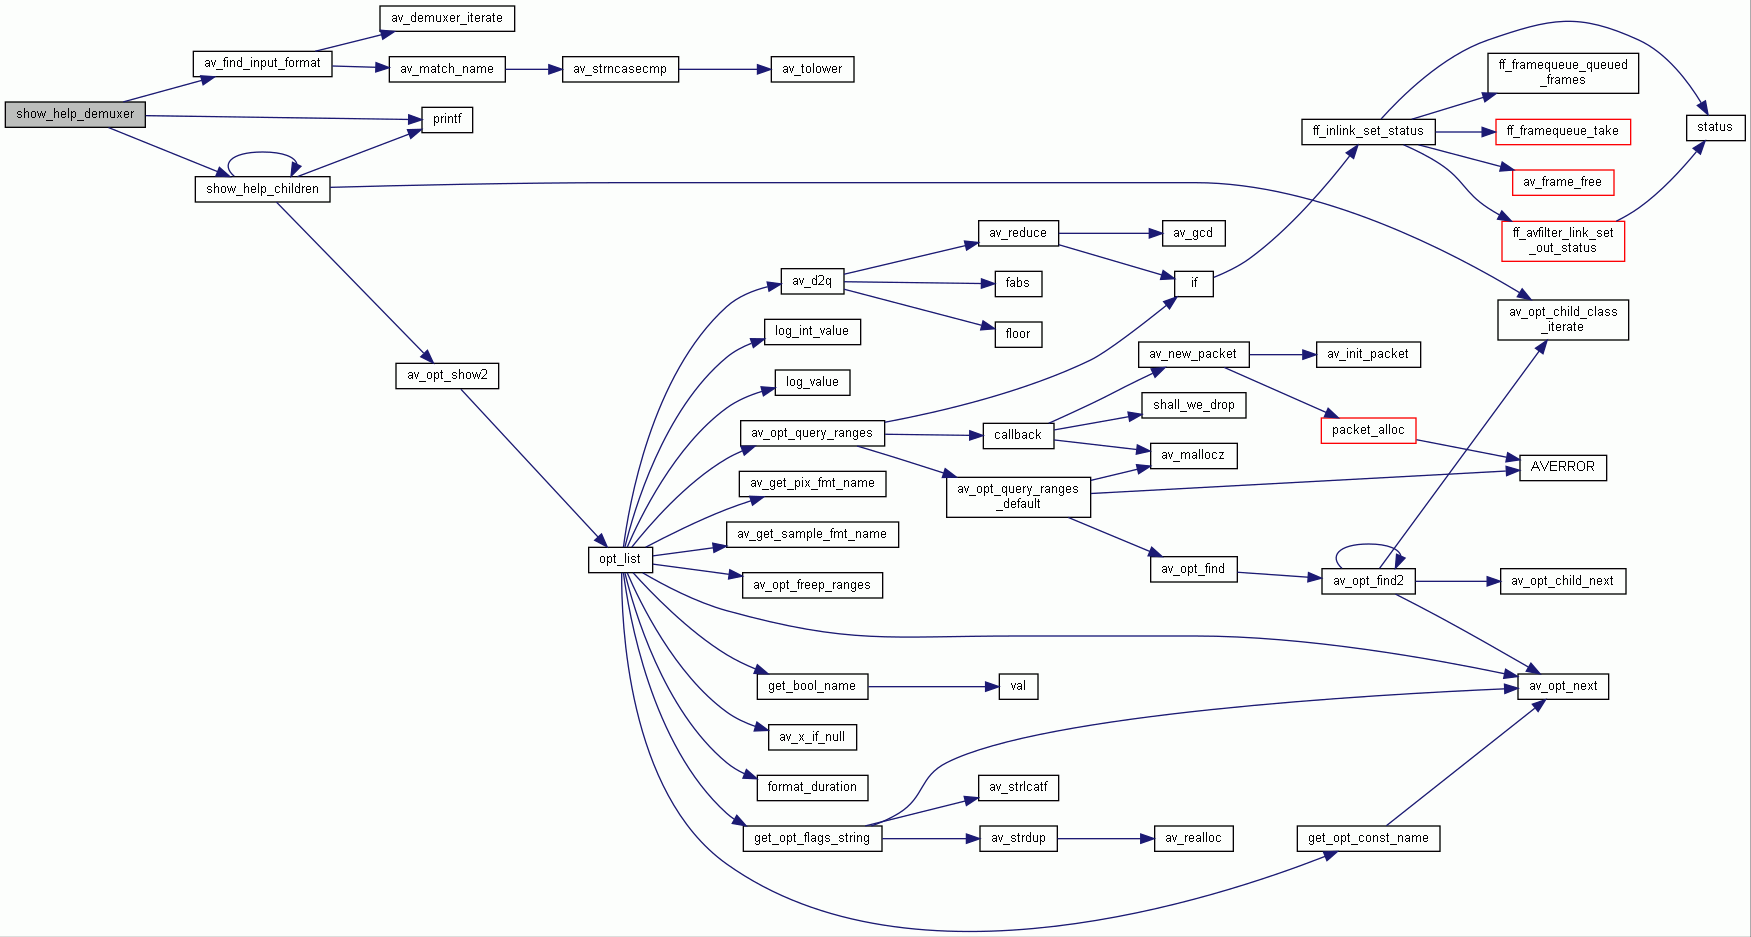 av_demuxer_iterate
av_find_input_format
av_match_name
av_strncasecmp
av_tolower
show_help_demuxer
printf
show_help_children
ff_framequeue_queued
_frames
ff_inlink_set_status
ff_framequeue_take
status
av_frame_free
ff_avfilter_link_set
_out_status
av_reduce
av_gcd
av_d2q
fabs
if
floor
log_int_value
av_opt_child_class
_iterate
av_opt_show2
log_value
av_new_packet
av_init_packet
shall_we_drop
av_opt_query_ranges
callback
packet_alloc
av_mallocz
AVERROR
av_get_pix_fmt_name
av_opt_query_ranges
_default
av_get_sample_fmt_name
opt_list
av_opt_freep_ranges
av_opt_find
av_opt_find2
av_opt_child_next
get_bool_name
val
av_opt_next
av_x_if_null
format_duration
av_strlcatf
get_opt_flags_string
av_strdup
av_realloc
get_opt_const_name